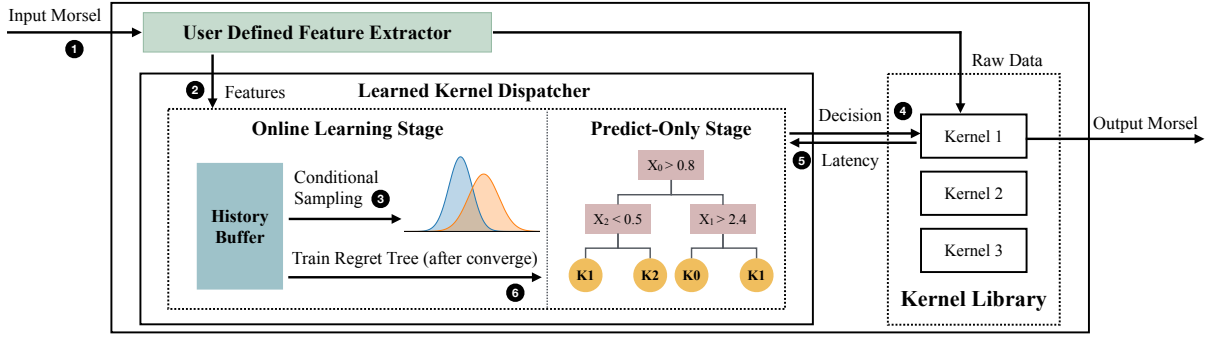 Input Morsel
1
User Defined Feature Extractor
2
Features
Raw Data
Learned Kernel Dispatcher
Online Learning Stage
Predict-Only Stage
Decision
4
Kernel 1
Output Morsel
5
Latency
History
Buffer
Conditional
Sampling
3
X₀ > 0.8
X₂ < 0.5
X₁ > 2.4
K1
K2
K0
K1
Kernel 2
Kernel 3
Train Regret Tree (after converge)
6
Kernel Library